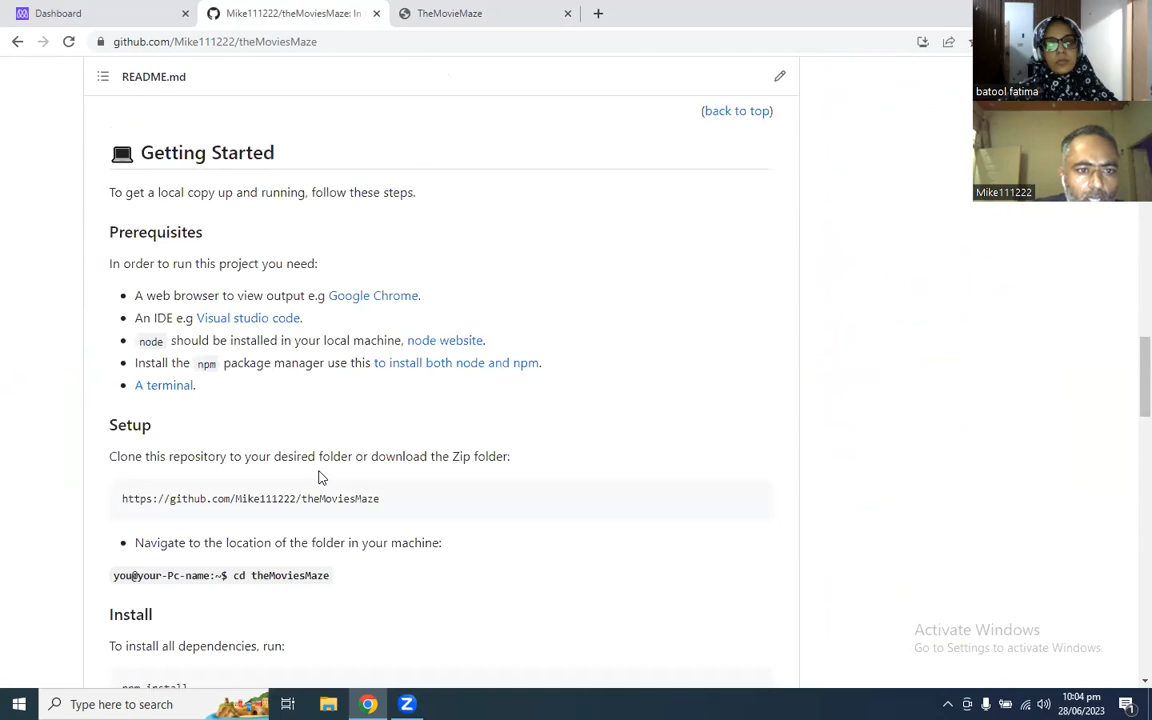 Dashboard
Mike111222/theMoviesMaze: In
TheMovieMaze
github.com/Mike111222/theMoviesMaze
README.md
(back to top)
💻 Getting Started
To get a local copy up and running, follow these steps.
Prerequisites
In order to run this project you need:
• A web browser to view output e.g Google Chrome.
• An IDE e.g Visual studio code.
• node should be installed in your local machine, node website.
• Install the npm package manager use this to install both node and npm.
• A terminal.
Setup
Clone this repository to your desired folder or download the Zip folder:
https://github.com/Mike111222/theMoviesMaze
• Navigate to the location of the folder in your machine:
you@your-Pc-name:~$ cd theMoviesMaze
Install
To install all dependencies, run:
npm install
batool fatima
Mike111222
Activate Windows
Go to Settings to activate Windows.
Type here to search
10:04 pm
28/06/2023
1